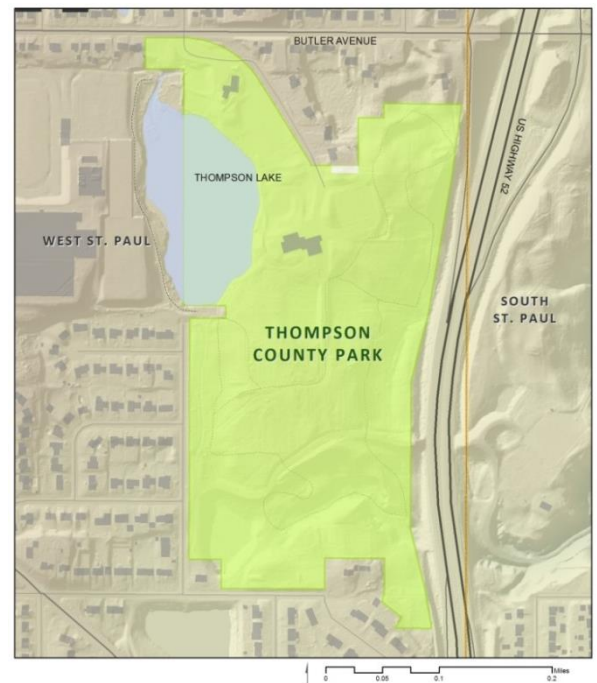 BUTLER AVENUE
US HIGHWAY 52
THOMPSON LAKE
WEST ST. PAUL
SOUTH
ST. PAUL
THOMPSON
COUNTY PARK
Miles
0 0.05 0.1 0.2